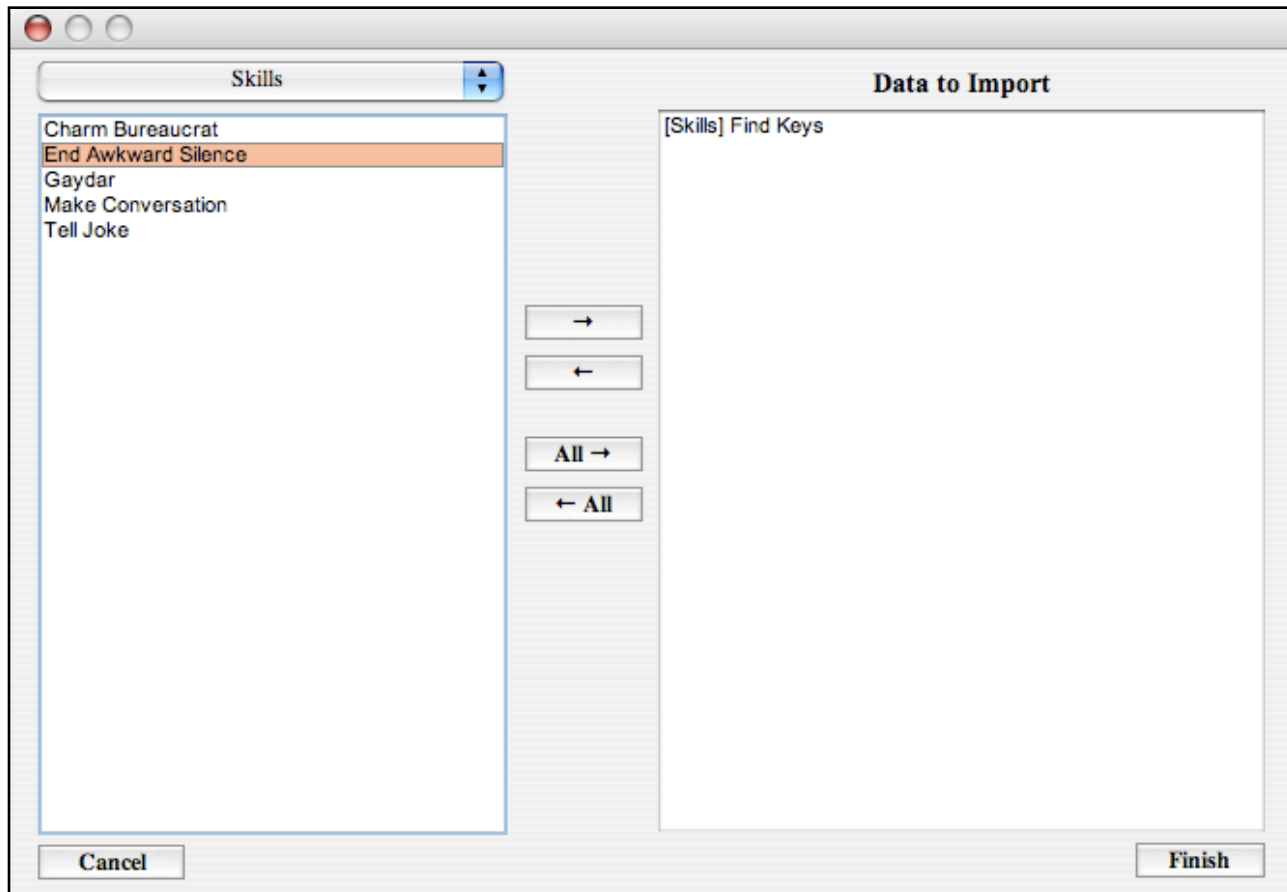 Skills
Charm Bureaucrat
End Awkward Silence
Gaydar
Make Conversation
Tell Joke
Data to Import
[Skills] Find Keys
→
←
All →
← All
Cancel
Finish